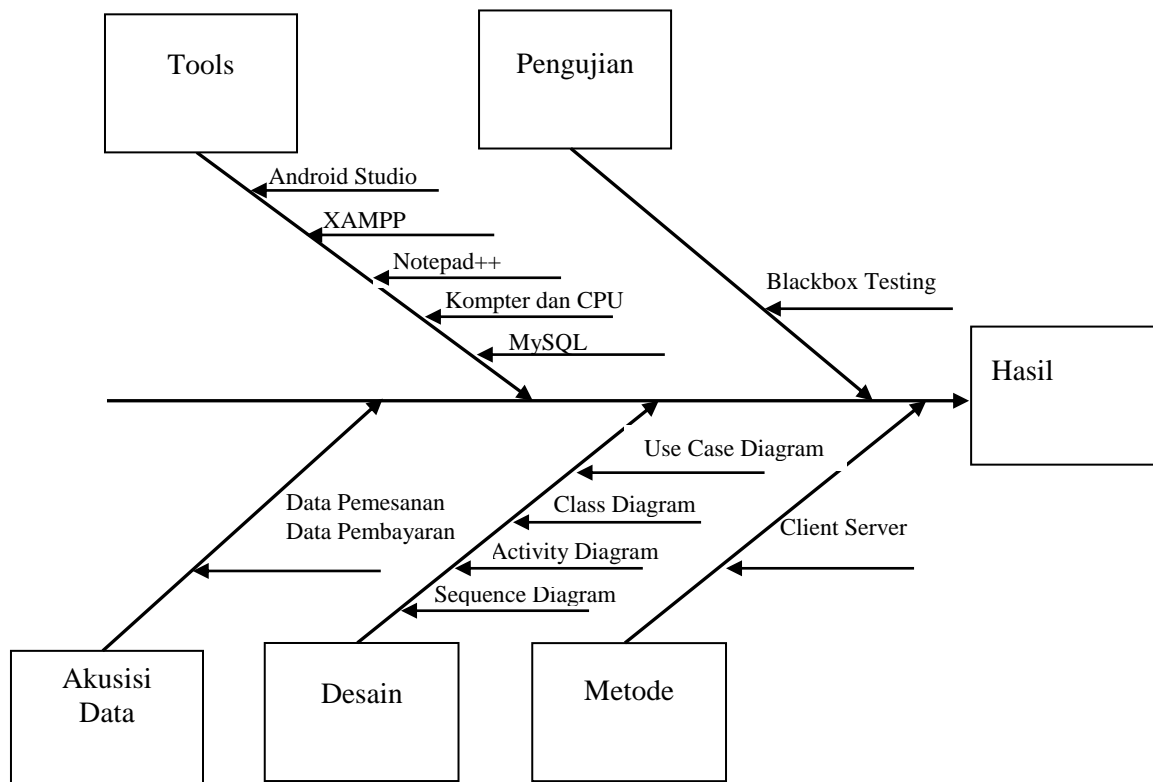 Tools
Pengujian
Android Studio
XAMPP
Notepad++
Kompter dan CPU
MySQL
Blackbox Testing
Hasil
Use Case Diagram
Data Pemesanan
Data Pembayaran
Class Diagram
Client Server
Activity Diagram
Sequence Diagram
Akusisi
Data
Desain
Metode